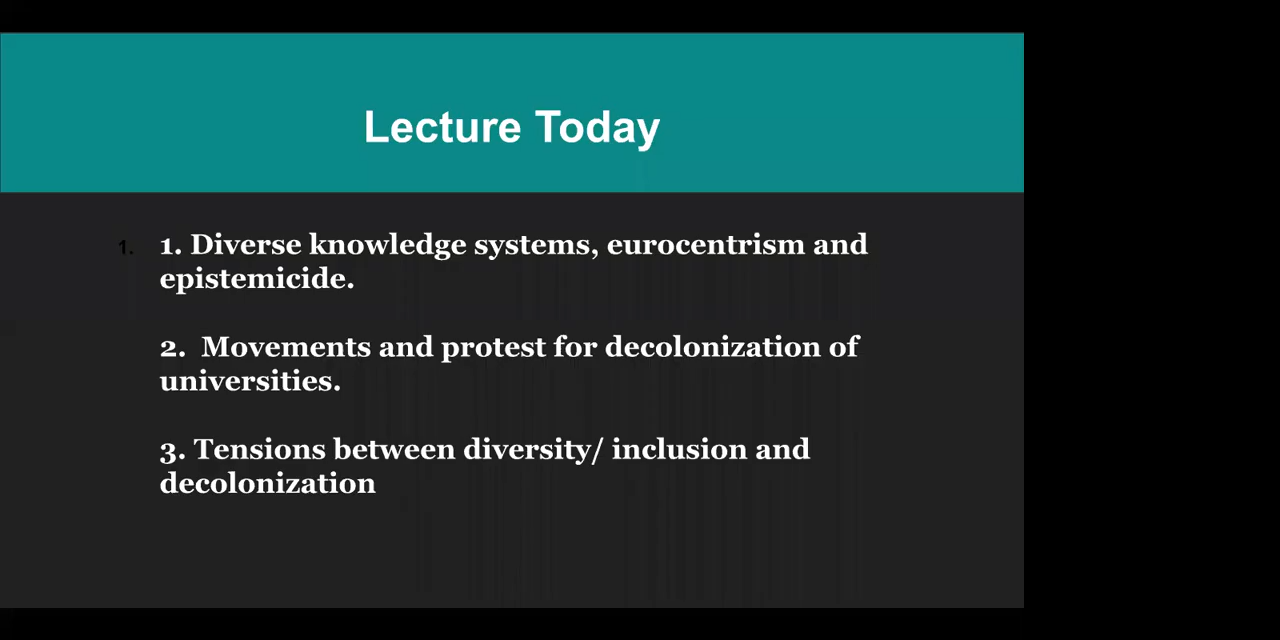 Lecture Today
1. 1. Diverse knowledge systems, eurocentrism and
epistemicide.
2. Movements and protest for decolonization of
universities.
3. Tensions between diversity/ inclusion and
decolonization